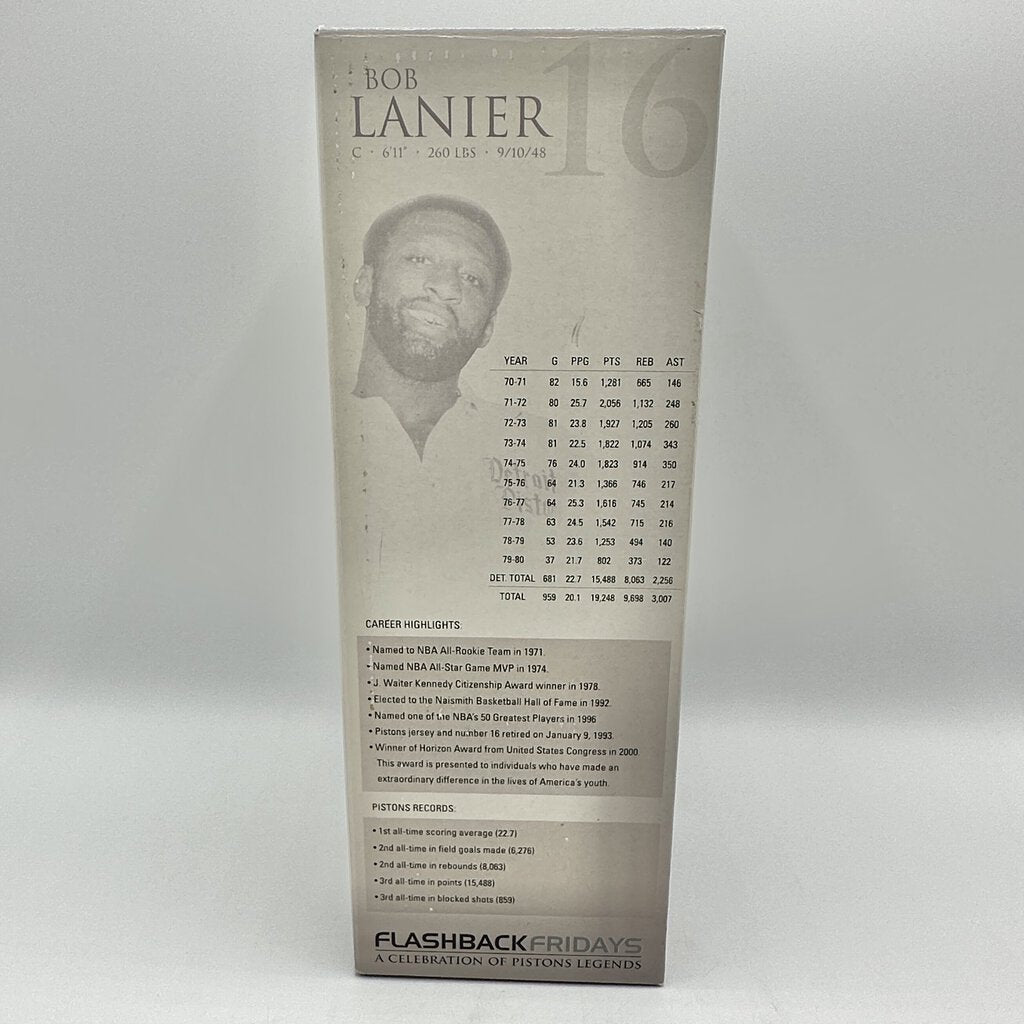 BOB
LANIER
16
C · 6'11" · 260 LBS · 9/10/48
YEAR G PPG PTS REB AST
70-71 82 15.6 1,281 665 146
71-72 80 25.7 2,056 1,132 248
72-73 81 23.8 1,927 1,205 260
73-74 81 22.5 1,822 1,074 343
74-75 76 24.0 1,823 914 350
75-76 64 21.3 1,366 746 217
76-77 64 25.3 1,616 745 214
77-78 63 24.5 1,542 715 216
78-79 53 23.6 1,253 494 140
79-80 37 21.7 802 373 122
DET. TOTAL 681 22.7 15,488 8,063 2,256
TOTAL 959 20.1 19,248 9,698 3,007
Detroit
CAREER HIGHLIGHTS:
• Named to NBA All-Rookie Team in 1971.
• Named NBA All-Star Game MVP in 1974.
• J. Walter Kennedy Citizenship Award winner in 1978.
• Elected to the Naismith Basketball Hall of Fame in 1992.
• Named one of the NBA's 50 Greatest Players in 1996
• Pistons jersey and number 16 retired on January 9, 1993.
• Winner of Horizon Award from United States Congress in 2000.
This award is presented to individuals who have made an
extraordinary difference in the lives of America's youth.
PISTONS RECORDS:
• 1st all-time scoring average (22.7)
• 2nd all-time in field goals made (6,276)
• 2nd all-time in rebounds (8,063)
• 3rd all-time in points (15,488)
• 3rd all-time in blocked shots (859)
FLASHBACKFRIDAYS
A CELEBRATION OF PISTONS LEGENDS